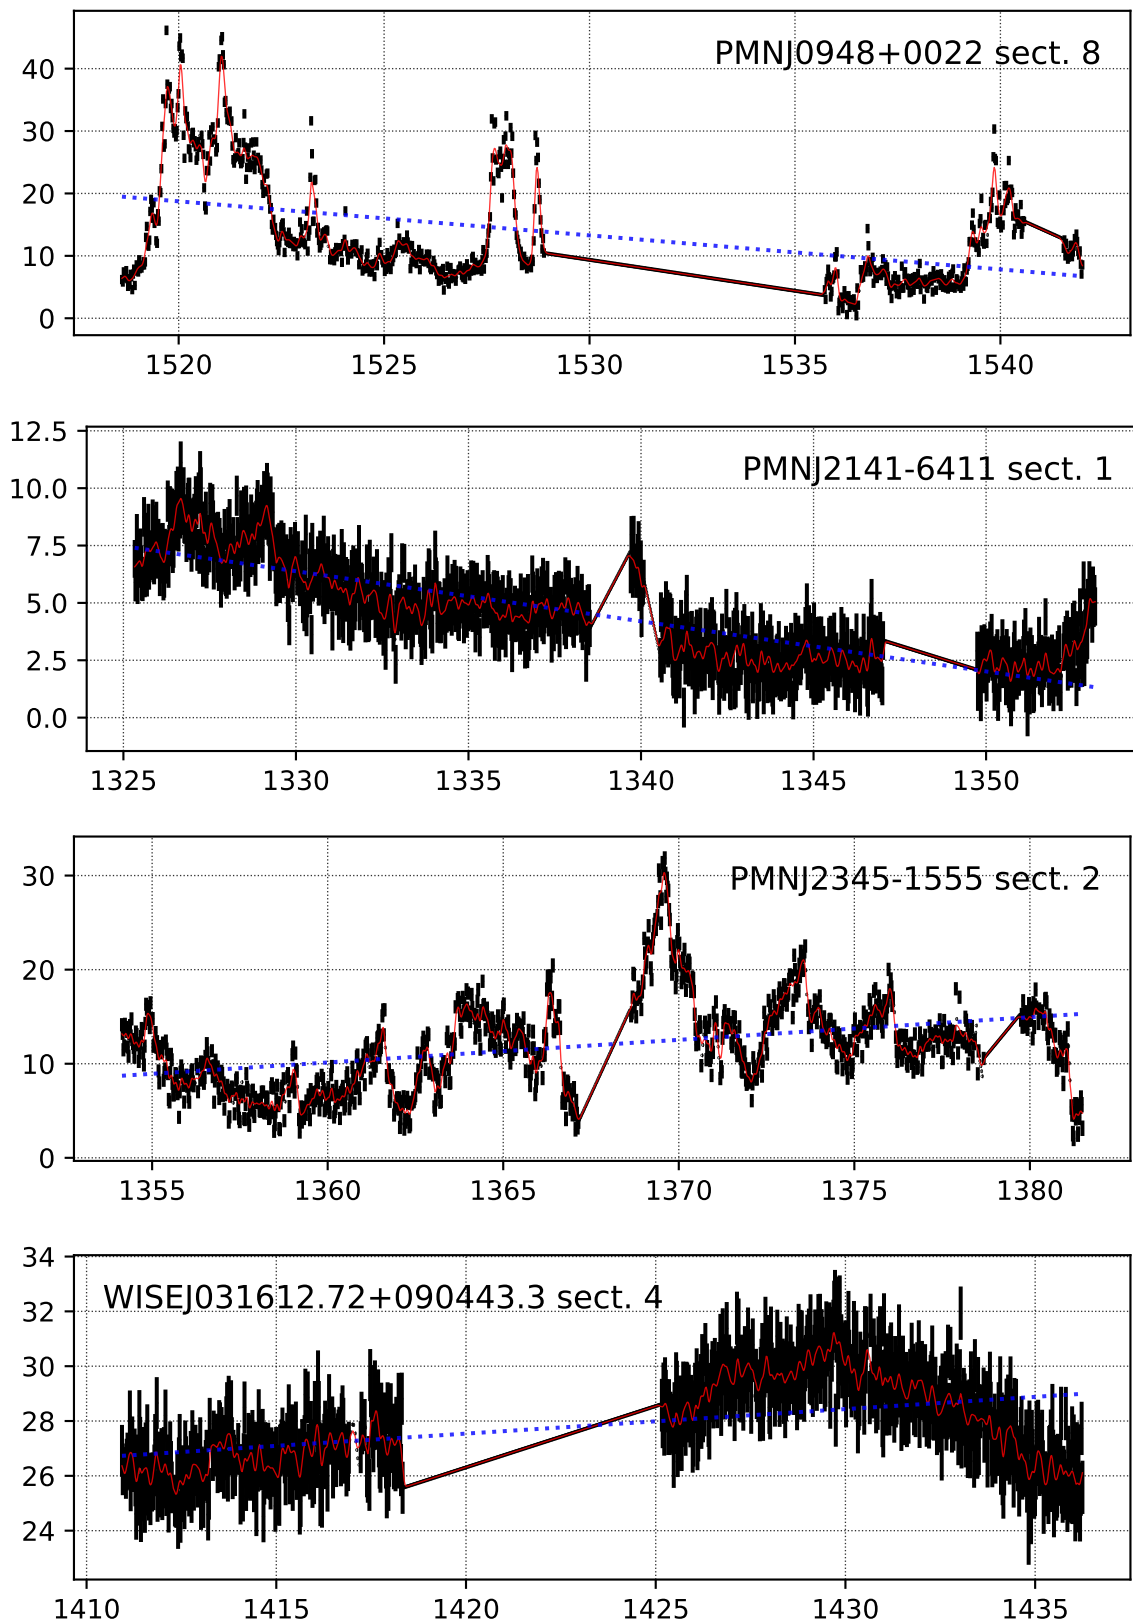 PMNJ0948+0022 sect. 8
40
30
20
10
0
1520 1525 1530 1535 1540
PMNJ2141-6411 sect. 1
12.5
10.0
7.5
5.0
2.5
0.0
1325 1330 1335 1340 1345 1350
PMNJ2345-1555 sect. 2
30
20
10
0
1355 1360 1365 1370 1375 1380
WISEJ031612.72+090443.3 sect. 4
34
32
30
28
26
24
1410 1415 1420 1425 1430 1435